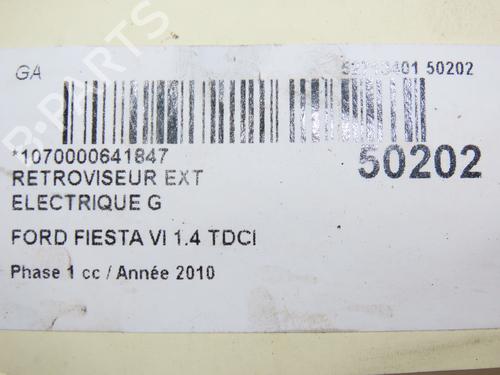 GA
50202
*1070000641847
50202
RETROVISEUR EXT
ELECTRIQUE G
FORD FIESTA VI 1.4 TDCI
Phase 1 cc / Année 2010